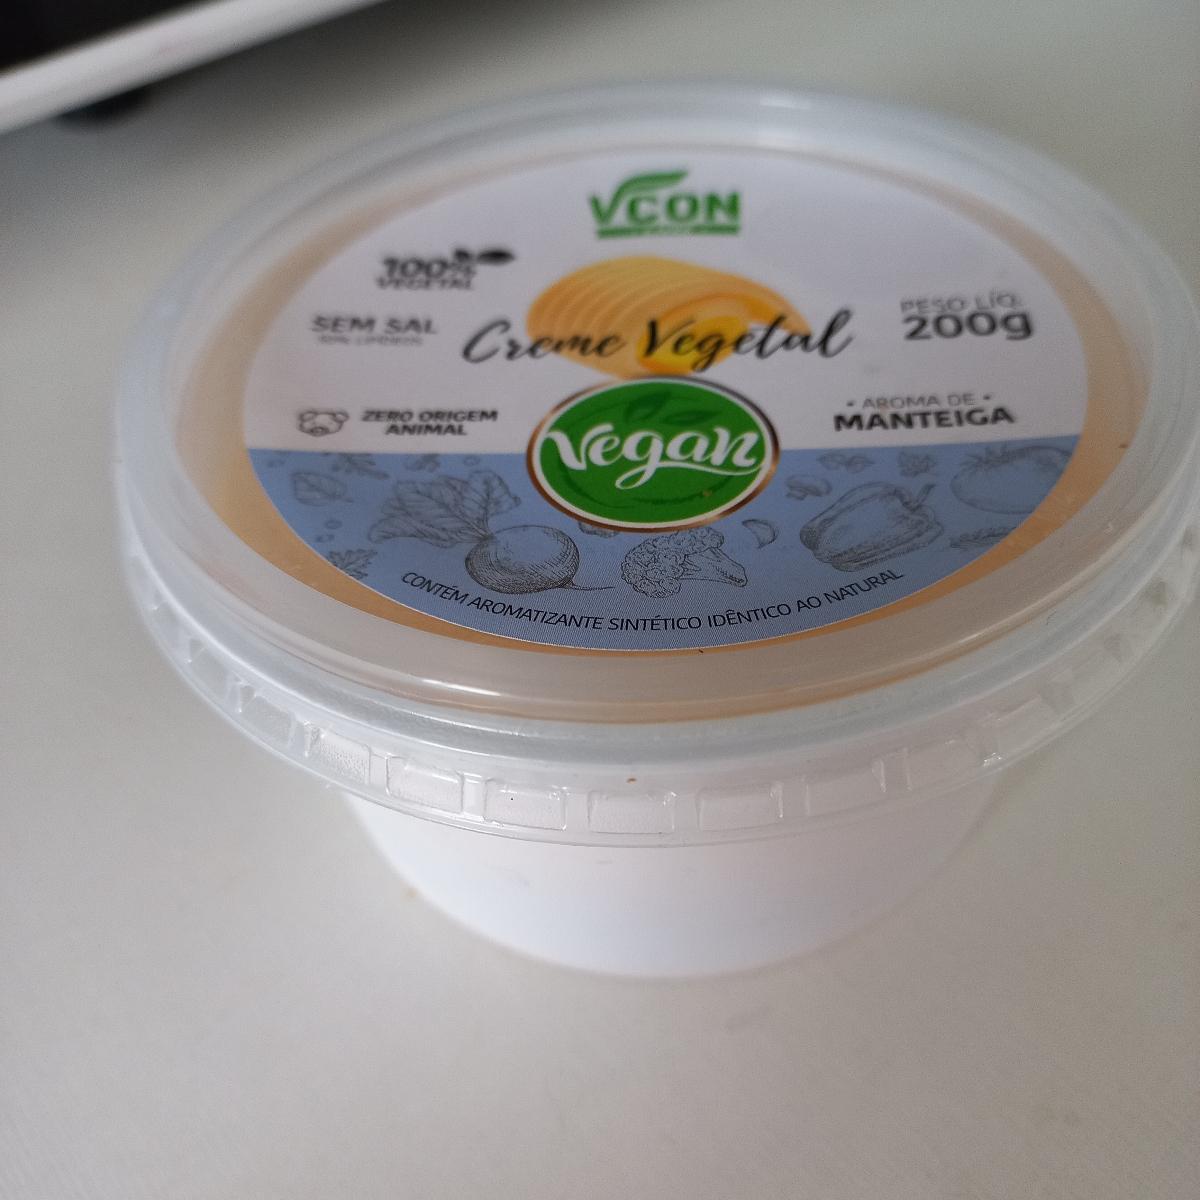 VCON
100%
VEGETAL
SEM SAL
Creme Vegetal
PESO LÍQ.
200g
ZERO ORIGEM
ANIMAL
Vegan
• AROMA DE •
MANTEIGA
CONTÉM AROMATIZANTE SINTÉTICO IDÊNTICO AO NATURAL